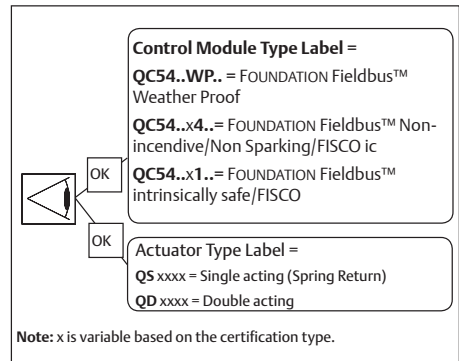 Control Module Type Label =
QC54..WP.. = FOUNDATION Fieldbus™
Weather Proof
QC54..x4..= FOUNDATION Fieldbus™ Non-
incendive/Non Sparking/FISCO ic
QC54..x1..= FOUNDATION Fieldbus™
intrinsically safe/FISCO
OK
OK
Actuator Type Label =
QS xxxx = Single acting (Spring Return)
QD xxxx = Double acting
Note: x is variable based on the certification type.